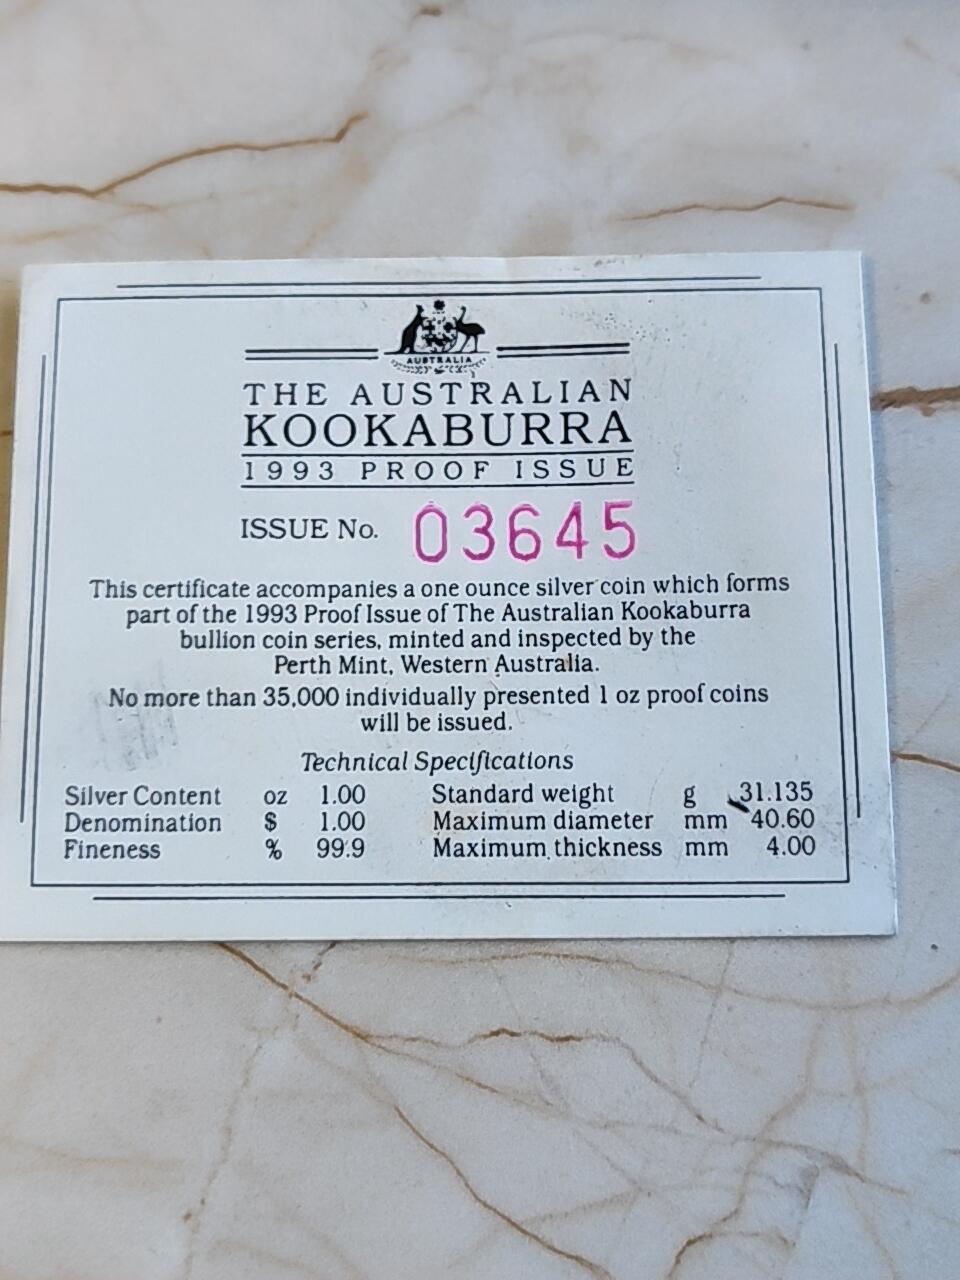 AUSTRALIA
THE AUSTRALIAN
KOOKABURRA
1993 PROOF ISSUE
ISSUE No. 03645
This certificate accompanies a one ounce silver coin which forms
part of the 1993 Proof Issue of The Australian Kookaburra
bullion coin series, minted and inspected by the
Perth Mint, Western Australia.
No more than 35,000 individually presented 1 oz proof coins
will be issued.
Technical Specifications
Silver Content oz 1.00 Standard weight g 31.135
Denomination $ 1.00 Maximum diameter mm 40.60
Fineness % 99.9 Maximum thickness mm 4.00